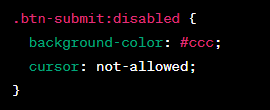 .btn-submit:disabled {
  background-color: #ccc;
  cursor: not-allowed;
}